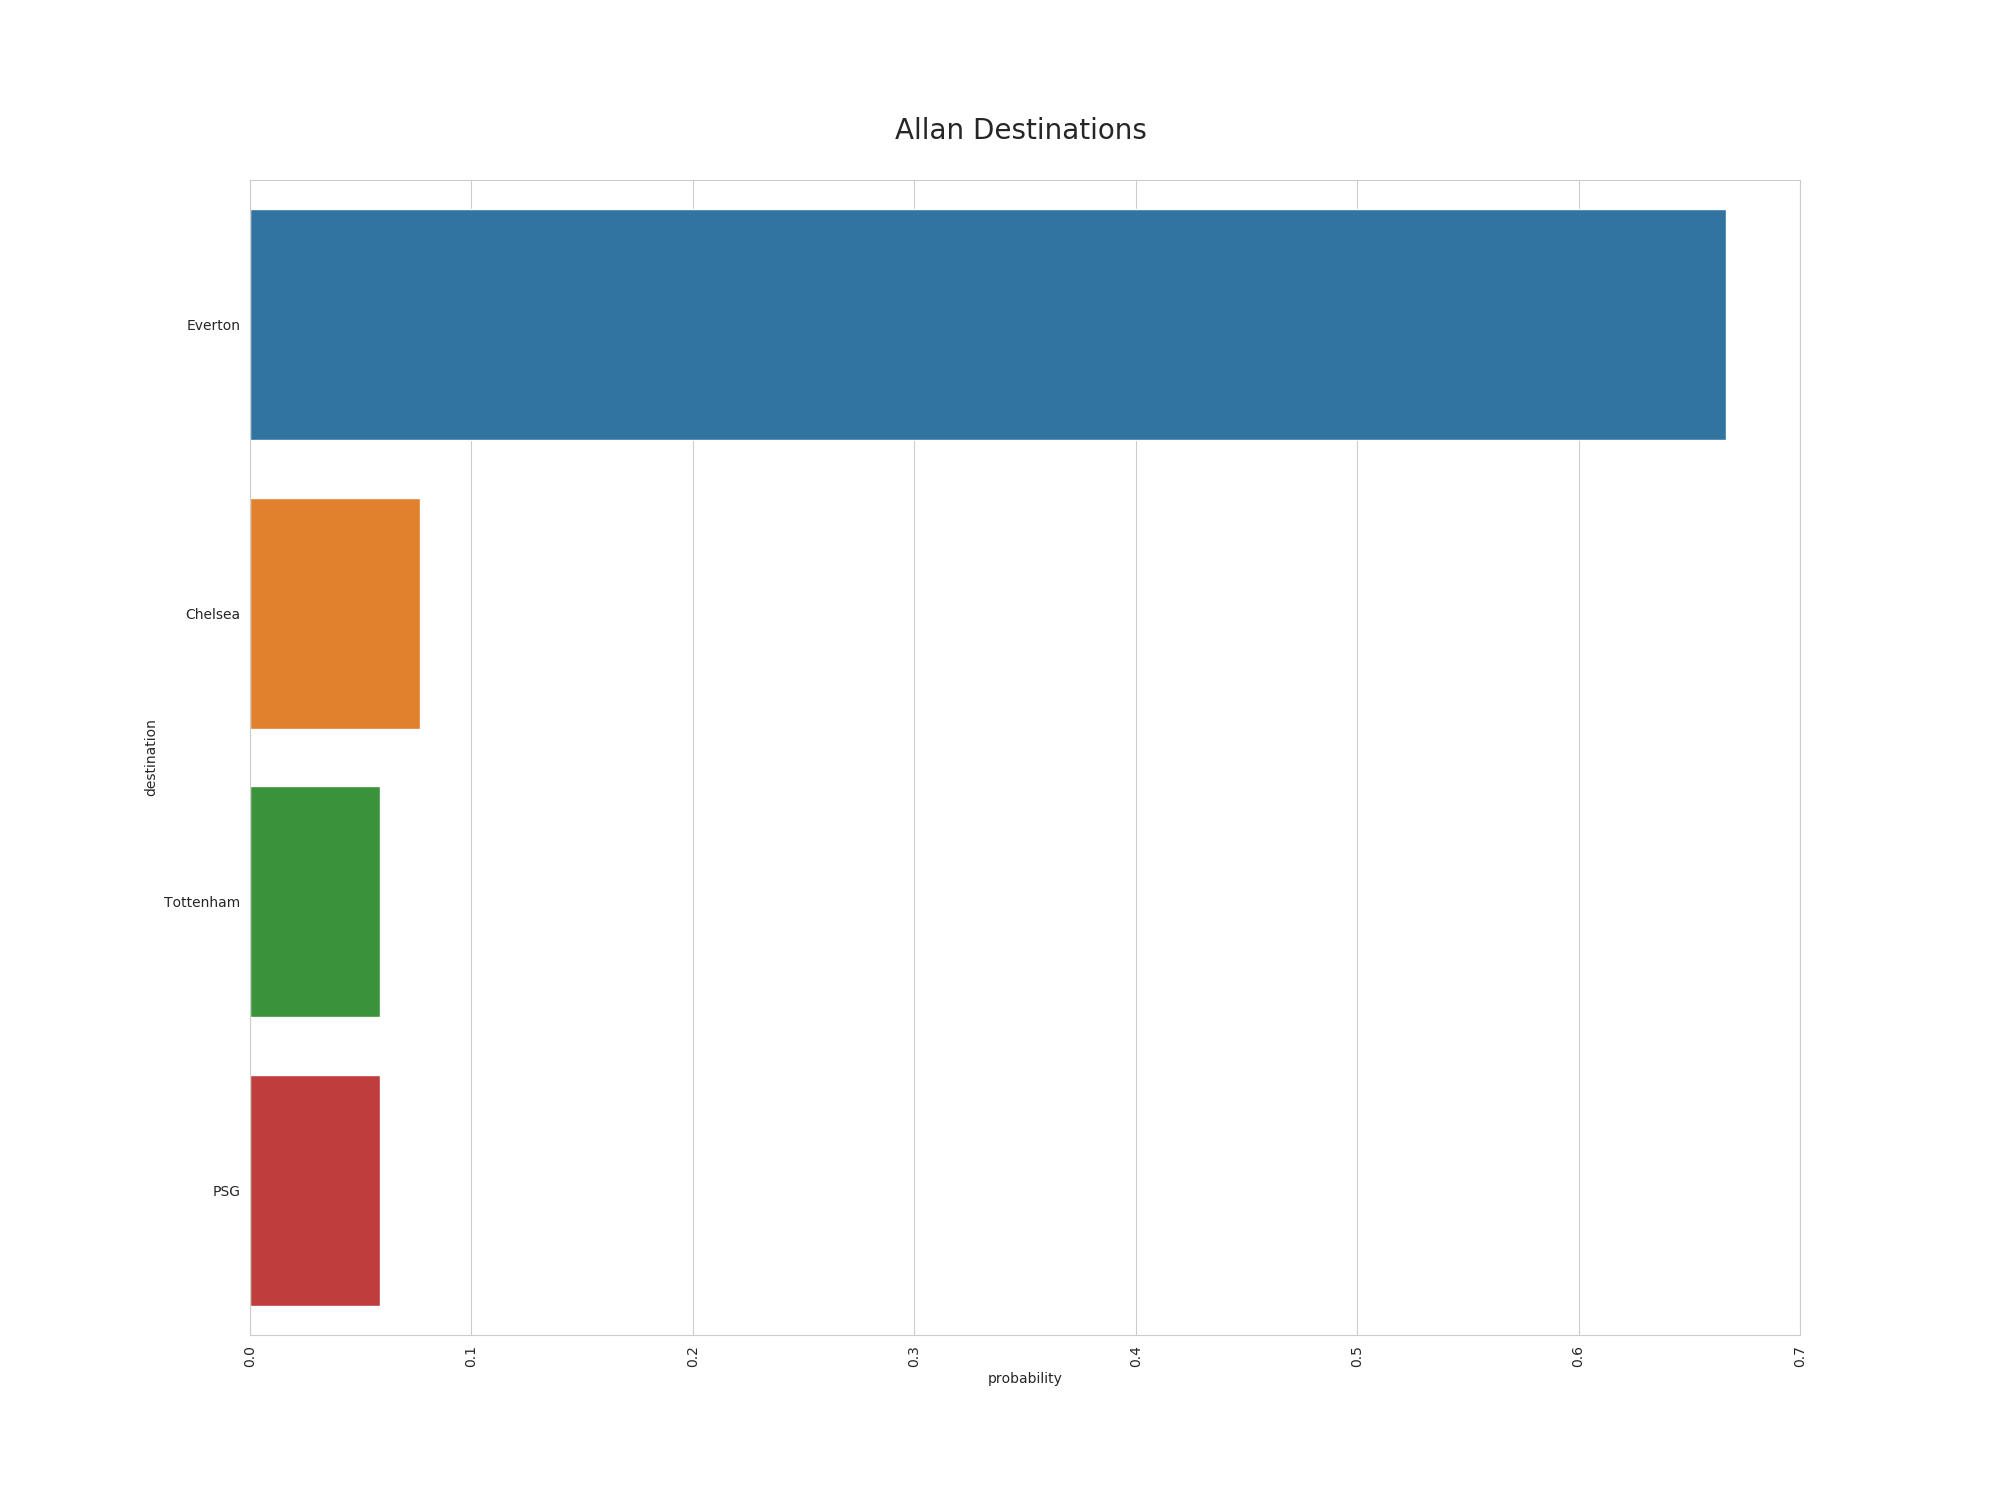 Allan Destinations
Everton
Chelsea
Tottenham
PSG
destination
0.0
0.1
0.2
0.3
0.4
0.5
0.6
0.7
probability